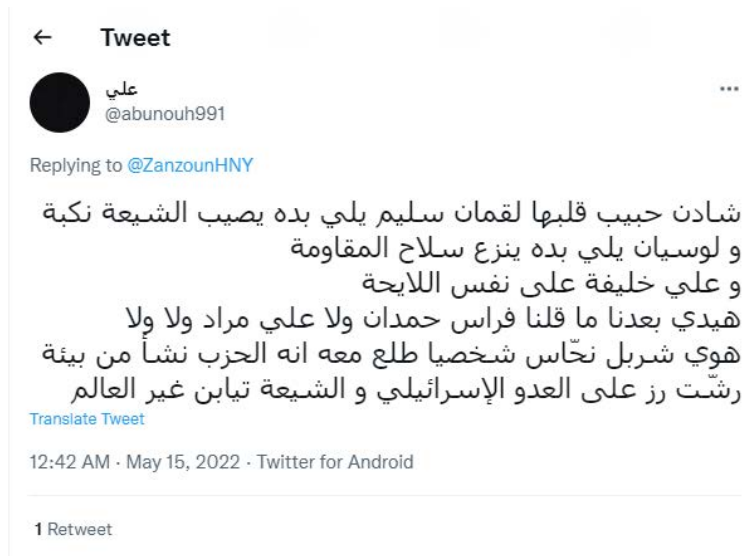 ← Tweet
علي
@abunouh991
Replying to @ZanzounHNY
شادن حبيب قلبها لقمان سليم يلي بده يصيب الشيعة نكبة
و لوسيان يلي بده ينزع سلاح المقاومة
و علي خليفة على نفس اللايحة
هيدي بعدنا ما قلنا فراس حمدان ولا علي مراد ولا ولا
هوي شربل نحّاس شخصيا طلع معه انه الحزب نشأ من بيئة
رشّت رز على العدو الإسرائيلي و الشيعة تيابن غير العالم
Translate Tweet
12:42 AM · May 15, 2022 · Twitter for Android
1 Retweet